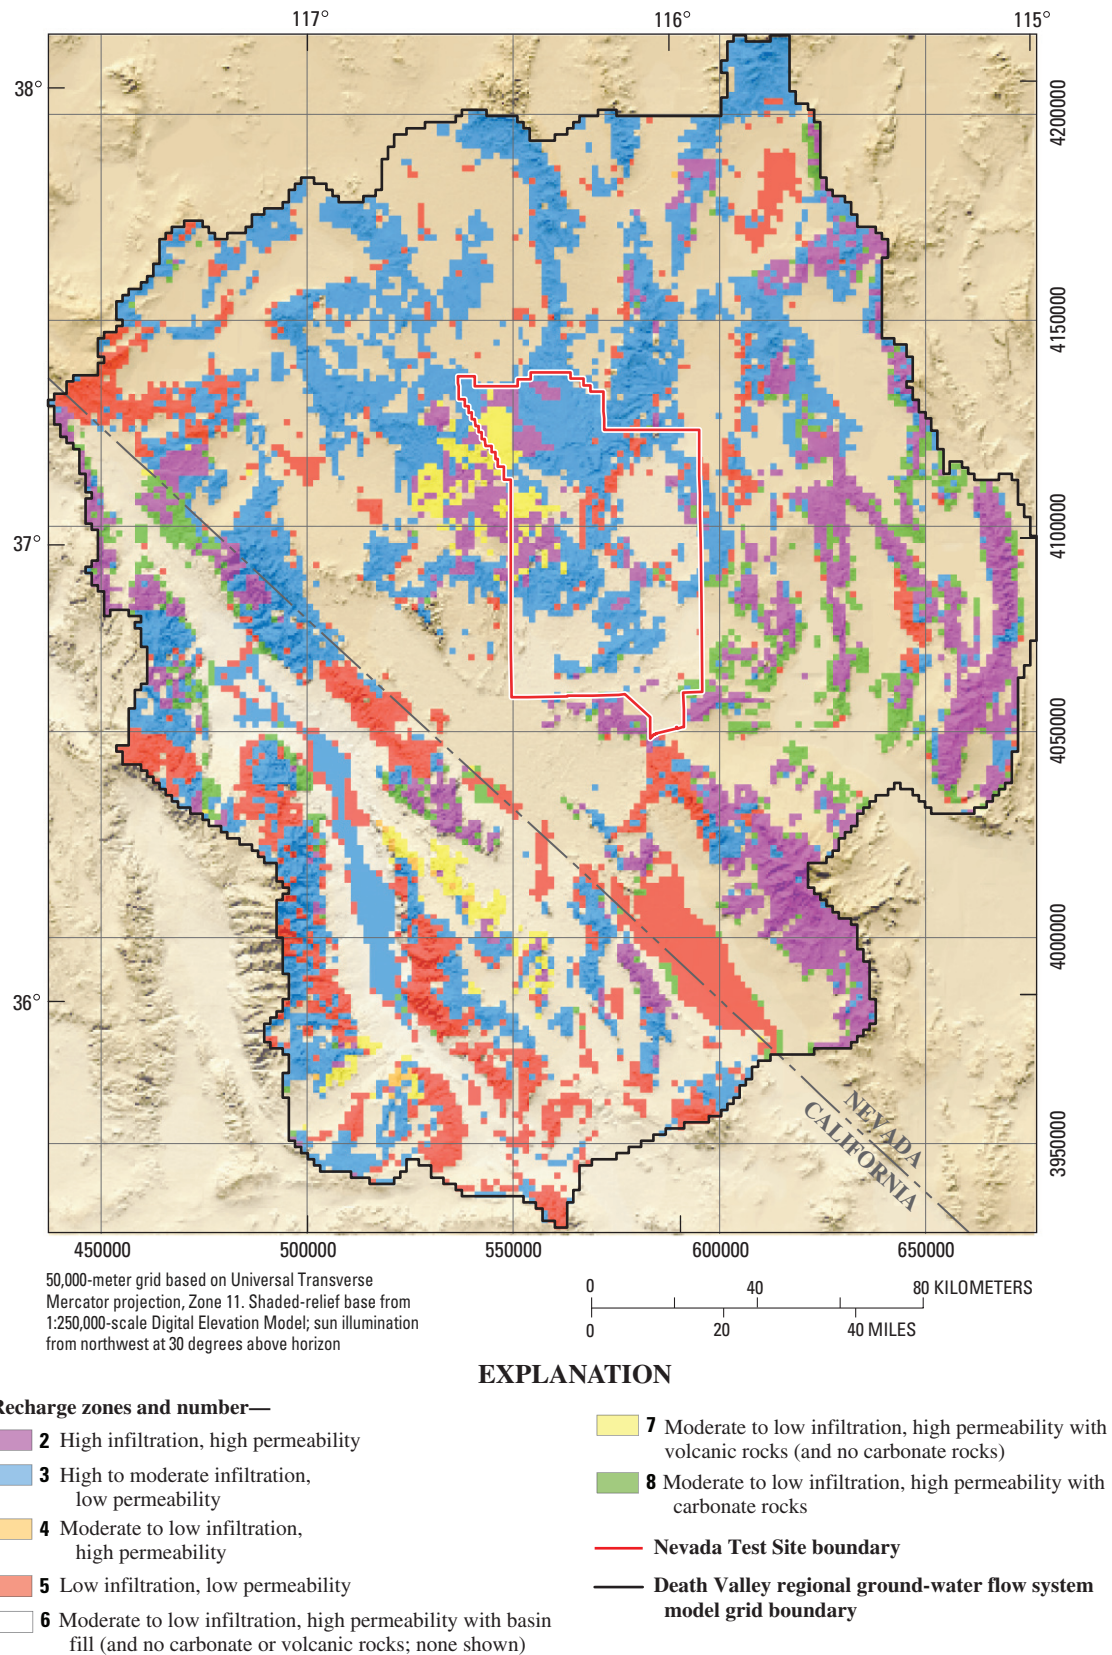 117°
116°
115°
38°
37°
36°
4200000
4150000
4100000
4050000
4000000
3950000
NEVADA
CALIFORNIA
450000
500000
550000
600000
650000
50,000-meter grid based on Universal Transverse
Mercator projection, Zone 11. Shaded-relief base from
1:250,000-scale Digital Elevation Model; sun illumination
from northwest at 30 degrees above horizon
0 40 80 KILOMETERS
0 20 40 MILES
EXPLANATION
Recharge zones and number—
2 High infiltration, high permeability
3 High to moderate infiltration,
low permeability
4 Moderate to low infiltration,
high permeability
5 Low infiltration, low permeability
6 Moderate to low infiltration, high permeability with basin
fill (and no carbonate or volcanic rocks; none shown)
7 Moderate to low infiltration, high permeability with
volcanic rocks (and no carbonate rocks)
8 Moderate to low infiltration, high permeability with
carbonate rocks
Nevada Test Site boundary
Death Valley regional ground-water flow system
model grid boundary